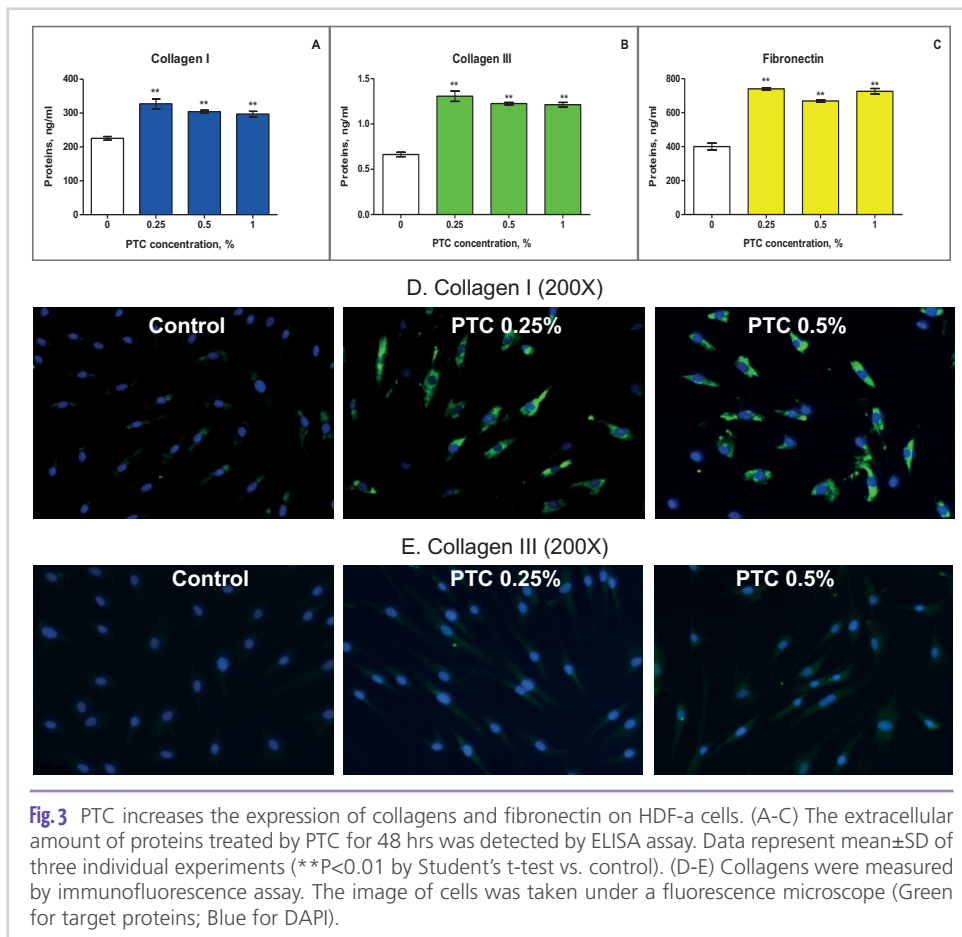 A
Collagen I
Proteins, ng/ml
400
300
200
100
0
**
**
**
0
0.25
0.5
1
PTC concentration, %
B
Collagen III
Proteins, ng/ml
1.5
1.0
0.5
0.0
**
**
**
0
0.25
0.5
1
PTC concentration, %
C
Fibronectin
Proteins, ng/ml
800
600
400
200
0
**
**
**
0
0.25
0.5
1
PTC concentration, %
D. Collagen I (200X)
Control
PTC 0.25%
PTC 0.5%
E. Collagen III (200X)
Control
PTC 0.25%
PTC 0.5%
Fig. 3 PTC increases the expression of collagens and fibronectin on HDF-a cells. (A-C) The extracellular
amount of proteins treated by PTC for 48 hrs was detected by ELISA assay. Data represent mean±SD of
three individual experiments (**P<0.01 by Student's t-test vs. control). (D-E) Collagens were measured
by immunofluorescence assay. The image of cells was taken under a fluorescence microscope (Green
for target proteins; Blue for DAPI).